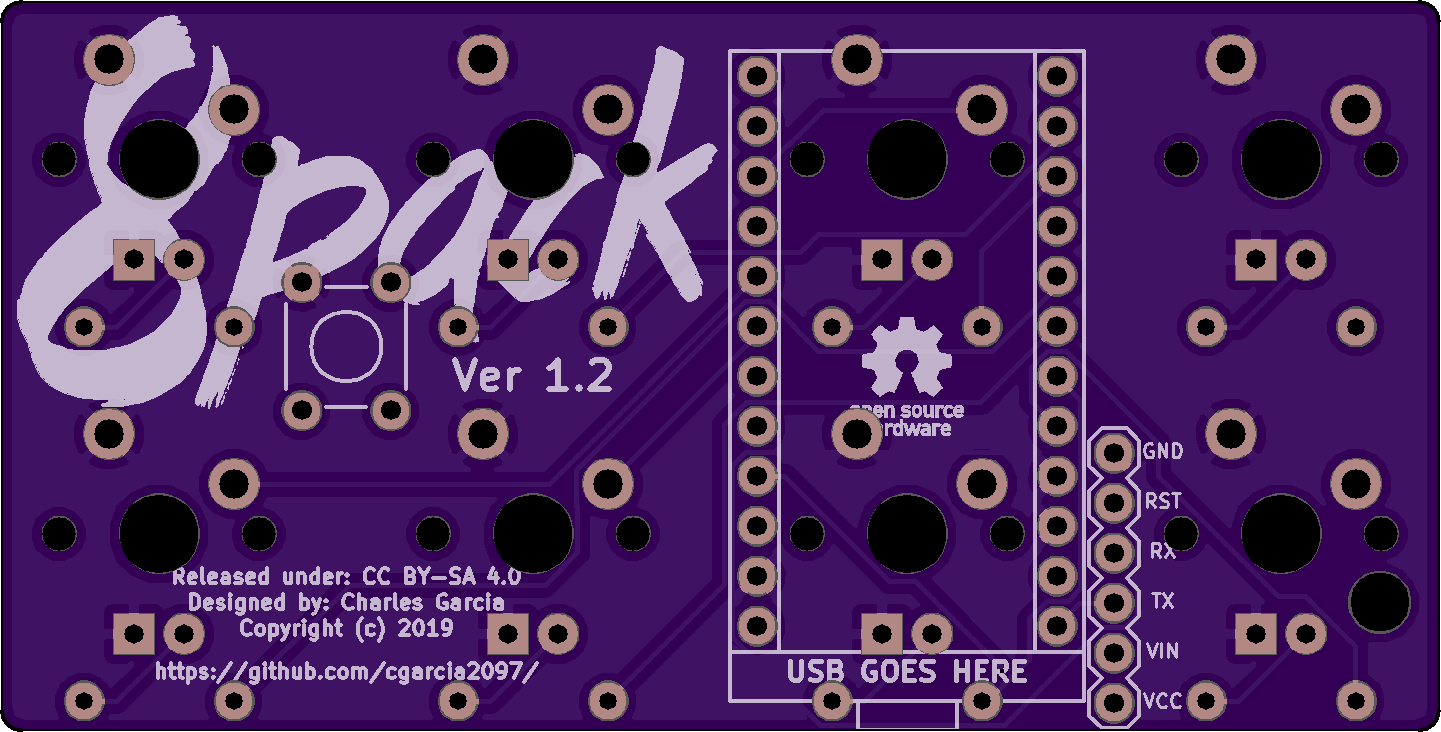 8pack
Ver 1.2
open source
hardware
GND
RST
RX
TX
VIN
VCC
Released under: CC BY-SA 4.0
Designed by: Charles Garcia
Copyright (c) 2019
https://github.com/cgarcia2097/
USB GOES HERE